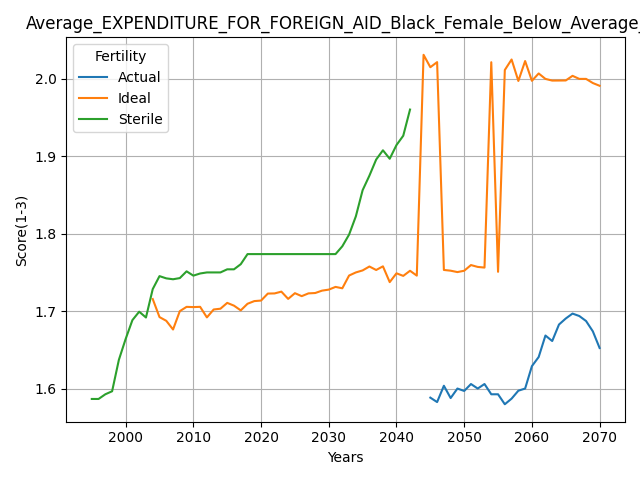 Average_EXPENDITURE_FOR_FOREIGN_AID_Black_Female_Below_Average_
Fertility
Actual
Ideal
Sterile
Score(1-3)
2.0
1.9
1.8
1.7
1.6
2000 2010 2020 2030 2040 2050 2060 2070
Years